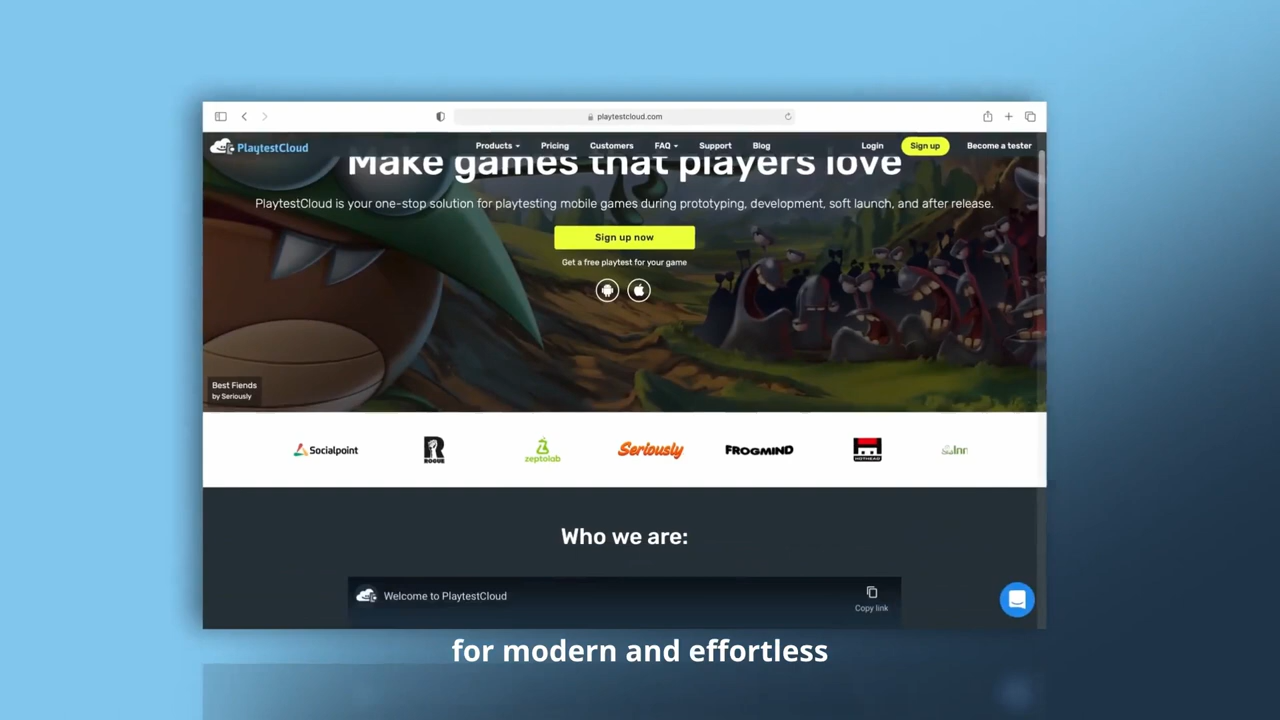 playtestcloud.com
PlaytestCloud
Products
Pricing
Customers
FAQ
Support
Blog
Login
Sign up
Become a tester
Make games that players love
PlaytestCloud is your one-stop solution for playtesting mobile games during prototyping, development, soft launch, and after release.
Sign up now
Get a free playtest for your game
Best Fiends
by Seriously
Socialpoint
ROGUE
zeptolab
Seriously
FROGMIND
HOTHEAD
Inn
Who we are:
Welcome to PlaytestCloud
Copy link
for modern and effortless